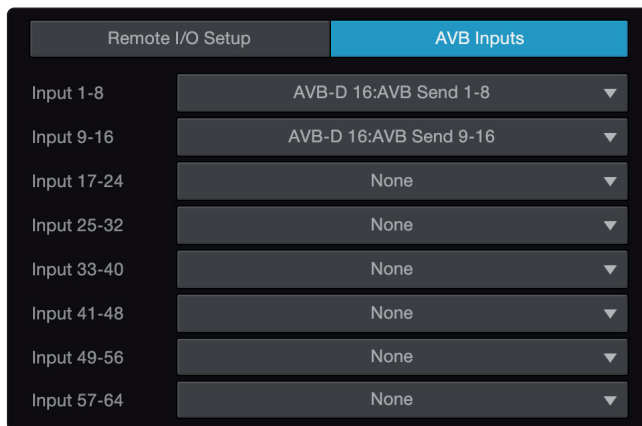 Remote I/O Setup AVB Inputs
Input 1-8 AVB-D 16:AVB Send 1-8
Input 9-16 AVB-D 16:AVB Send 9-16
Input 17-24 None
Input 25-32 None
Input 33-40 None
Input 41-48 None
Input 49-56 None
Input 57-64 None